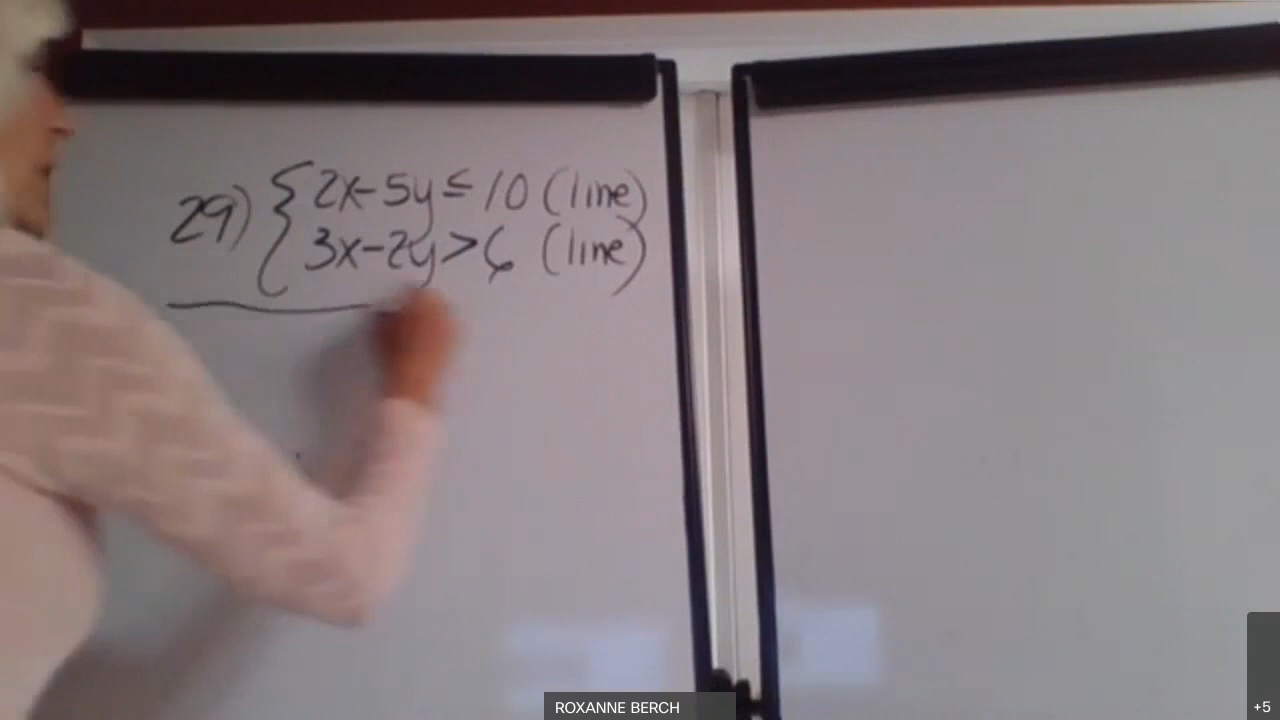 29) { 2x-5y ≤ 10 (line)
3x-2y > 6 (line)
ROXANNE BERCH
+5